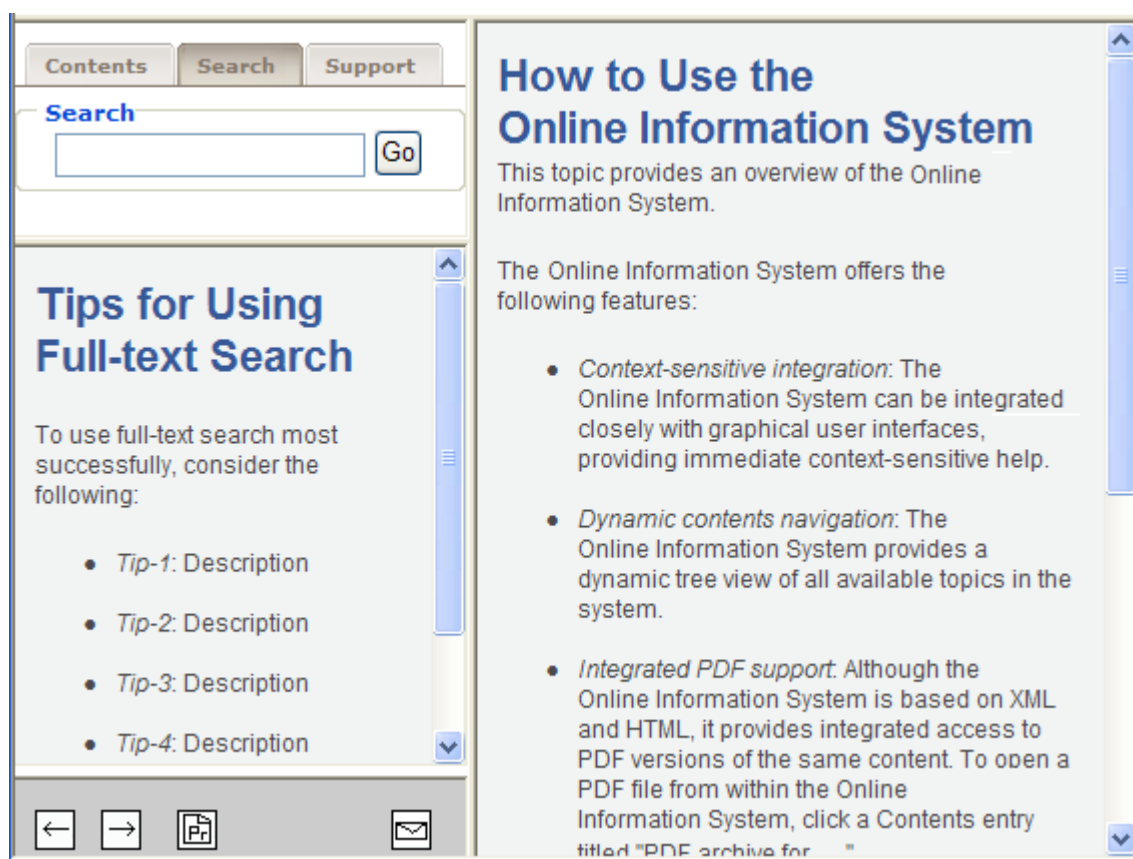 Contents Search Support
Search
Go
Tips for Using
Full-text Search
To use full-text search most
successfully, consider the
following:
● Tip-1: Description
● Tip-2: Description
● Tip-3: Description
● Tip-4: Description
Pr
How to Use the
Online Information System
This topic provides an overview of the Online
Information System.
The Online Information System offers the
following features:
● Context-sensitive integration: The
Online Information System can be integrated
closely with graphical user interfaces,
providing immediate context-sensitive help.
● Dynamic contents navigation: The
Online Information System provides a
dynamic tree view of all available topics in the
system.
● Integrated PDF support: Although the
Online Information System is based on XML
and HTML, it provides integrated access to
PDF versions of the same content. To open a
PDF file from within the Online
Information System, click a Contents entry
titled "PDF archive for ... "